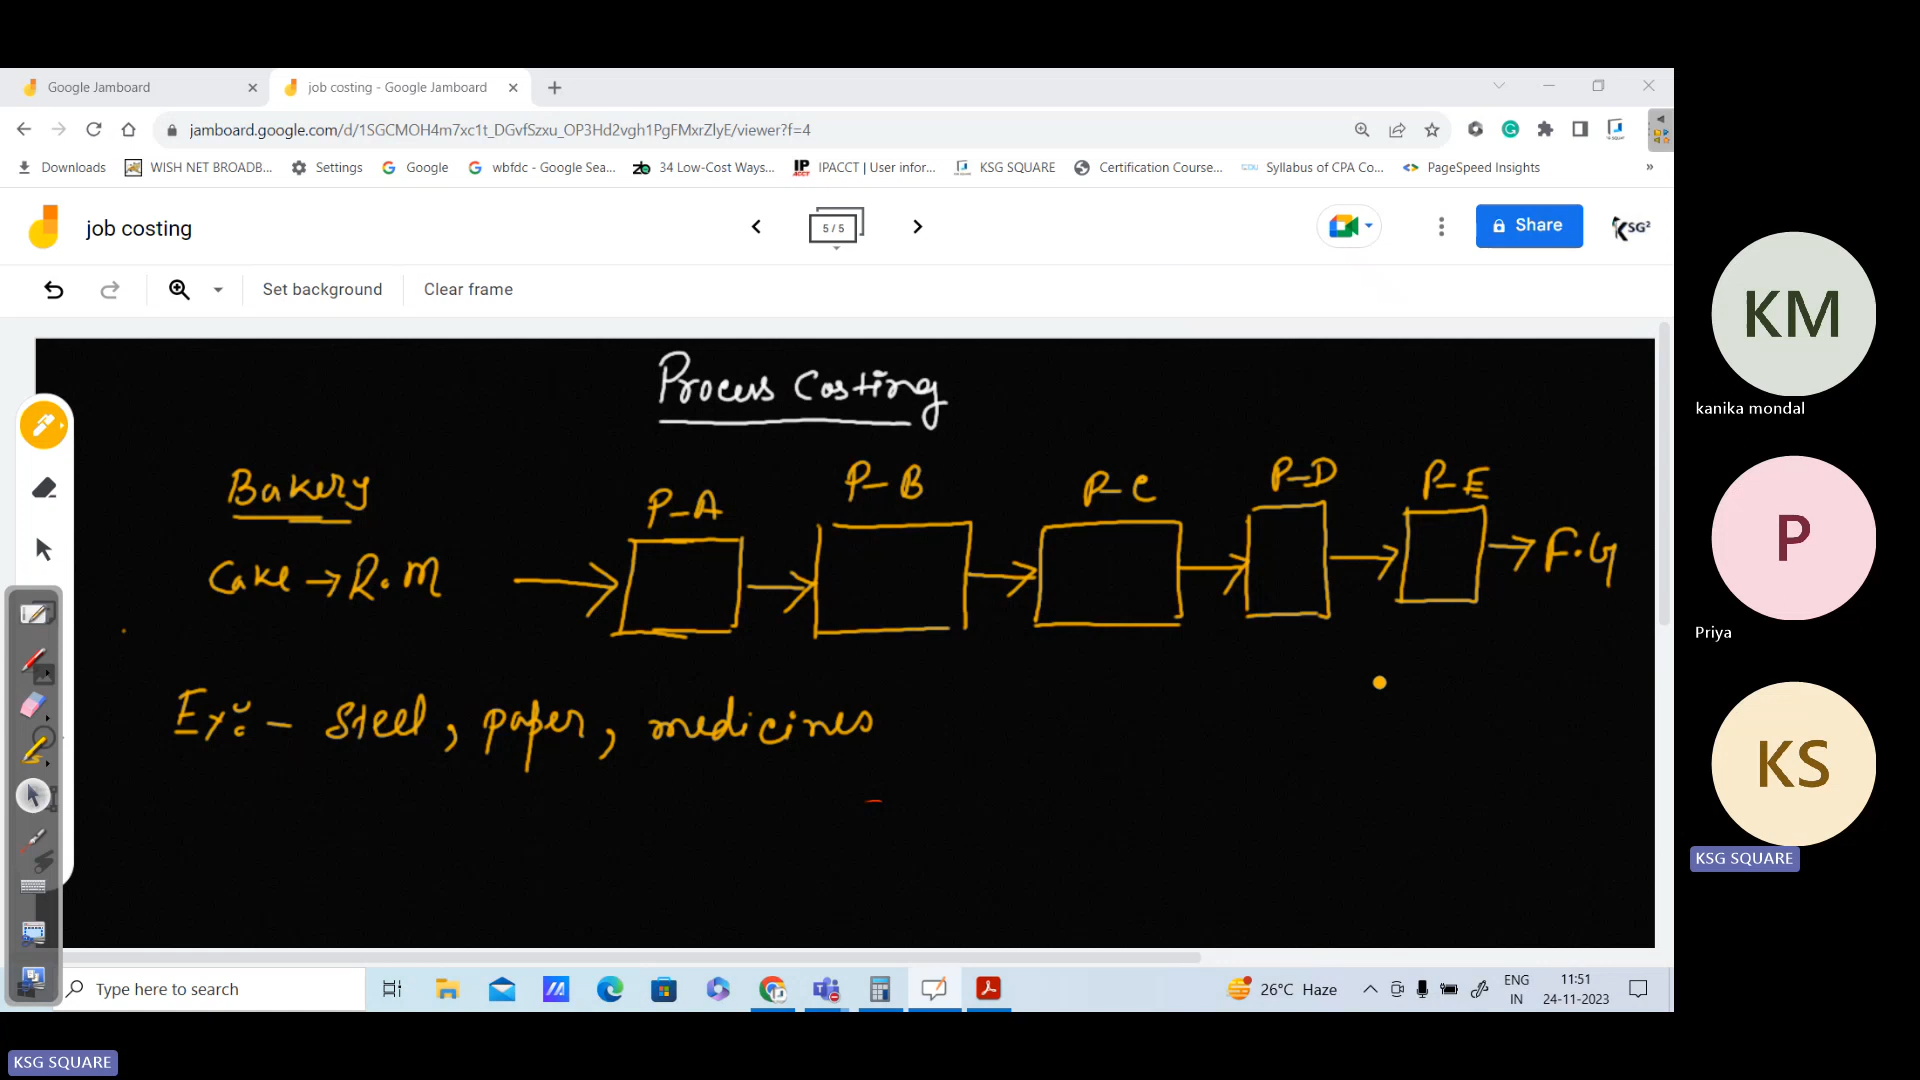 Google Jamboard
job costing - Google Jamboard
jamboard.google.com/d/1SGCMOH4m7xc1t_DGvfSzxu_OP3Hd2vgh1PgFMxrZlyE/viewer?f=4
Downloads WISH NET BROADB... Settings Google wbfdc - Google Sea... 34 Low-Cost Ways... IPACCT | User infor... KSG SQUARE Certification Course... Syllabus of CPA Co... PageSpeed Insights »
job costing 5 / 5 Share KSG²
Set background Clear frame
Process Costing
Bakery P-A P-B P-C P-D P-E
Cake → R.M F.G
Ex:- Steel, paper, medicines
KM
kanika mondal
P
Priya
KS
KSG SQUARE
Type here to search 26°C Haze ENG IN 11:51 24-11-2023
KSG SQUARE